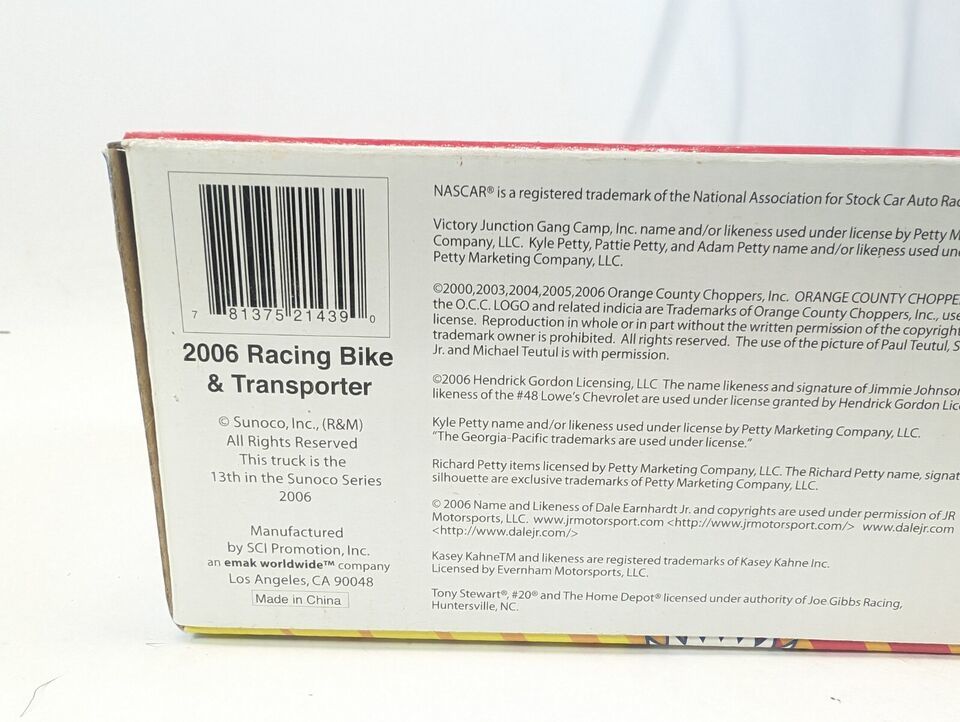 7 81375 21439 0
2006 Racing Bike
& Transporter
© Sunoco, Inc., (R&M)
All Rights Reserved
This truck is the
13th in the Sunoco Series
2006
Manufactured
by SCI Promotion, Inc.
an emak worldwide™ company
Los Angeles, CA 90048
Made in China
NASCAR® is a registered trademark of the National Association for Stock Car Auto
Victory Junction Gang Camp, Inc. name and/or likeness used under license by Petty
Company, LLC. Kyle Petty, Pattie Petty, and Adam Petty name and/or likeness used
Petty Marketing Company, LLC.
©2000,2003,2004,2005,2006 Orange County Choppers, Inc. ORANGE COUNTY
the O.C.C. LOGO and related indicia are Trademarks of Orange County Choppers, Inc.,
license. Reproduction in whole or in part without the written permission of the copyright
trademark owner is prohibited. All rights reserved. The use of the picture of Paul Teutul,
Jr. and Michael Teutul is with permission.
©2006 Hendrick Gordon Licensing, LLC The name likeness and signature of Jimmie Johnson
likeness of the #48 Lowe's Chevrolet are used under license granted by Hendrick Gordon
Kyle Petty name and/or likeness used under license by Petty Marketing Company, LLC.
"The Georgia-Pacific trademarks are used under license."
Richard Petty items licensed by Petty Marketing Company, LLC. The Richard Petty name,
silhouette are exclusive trademarks of Petty Marketing Company, LLC.
© 2006 Name and Likeness of Dale Earnhardt Jr. and copyrights are used under permission of JR
Motorsports, LLC. www.jrmotorsport.com <http://www.jrmotorsport.com/> www.dalejr.com
<http://www.dalejr.com/>
Kasey KahneTM and likeness are registered trademarks of Kasey Kahne Inc.
Licensed by Evernham Motorsports, LLC.
Tony Stewart®, #20® and The Home Depot® licensed under authority of Joe Gibbs Racing,
Huntersville, NC.